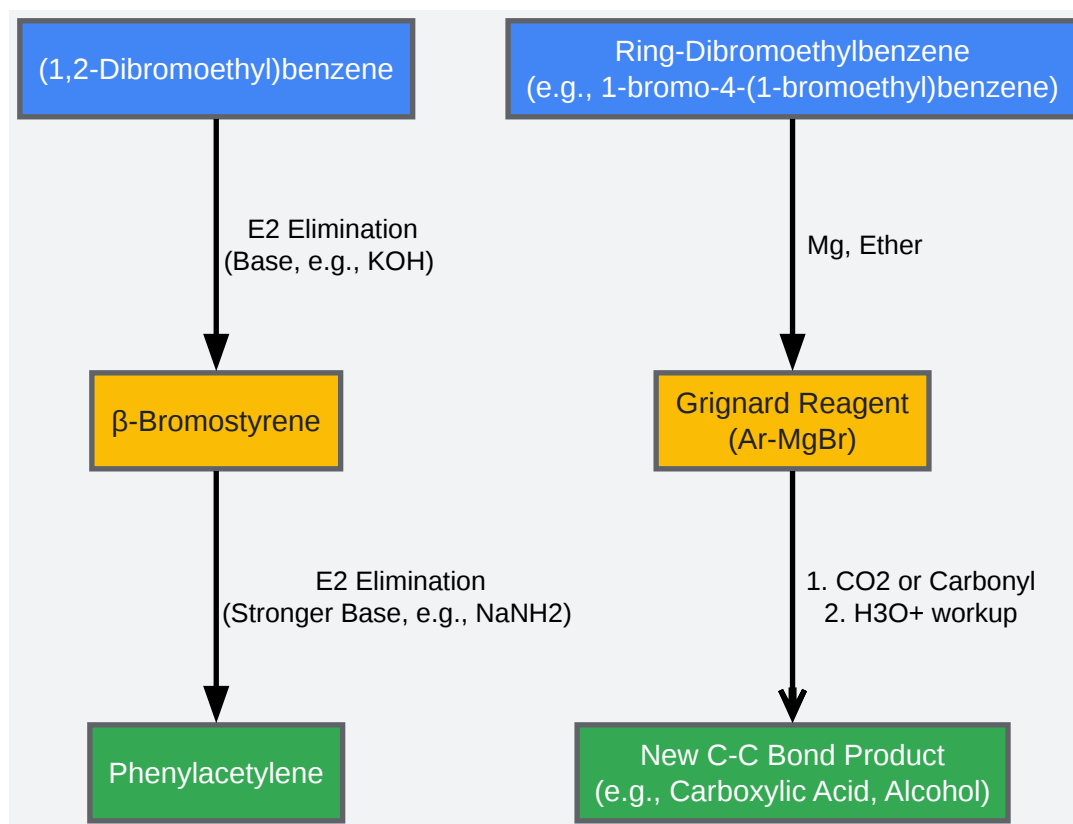 (1,2-Dibromoethyl)benzene
E2 Elimination
(Base, e.g., KOH)
β-Bromostyrene
E2 Elimination
(Stronger Base, e.g., NaNH2)
Phenylacetylene
Ring-Dibromoethylbenzene
(e.g., 1-bromo-4-(1-bromoethyl)benzene)
Mg, Ether
Grignard Reagent
(Ar-MgBr)
1. CO2 or Carbonyl
2. H3O+ workup
New C-C Bond Product
(e.g., Carboxylic Acid, Alcohol)